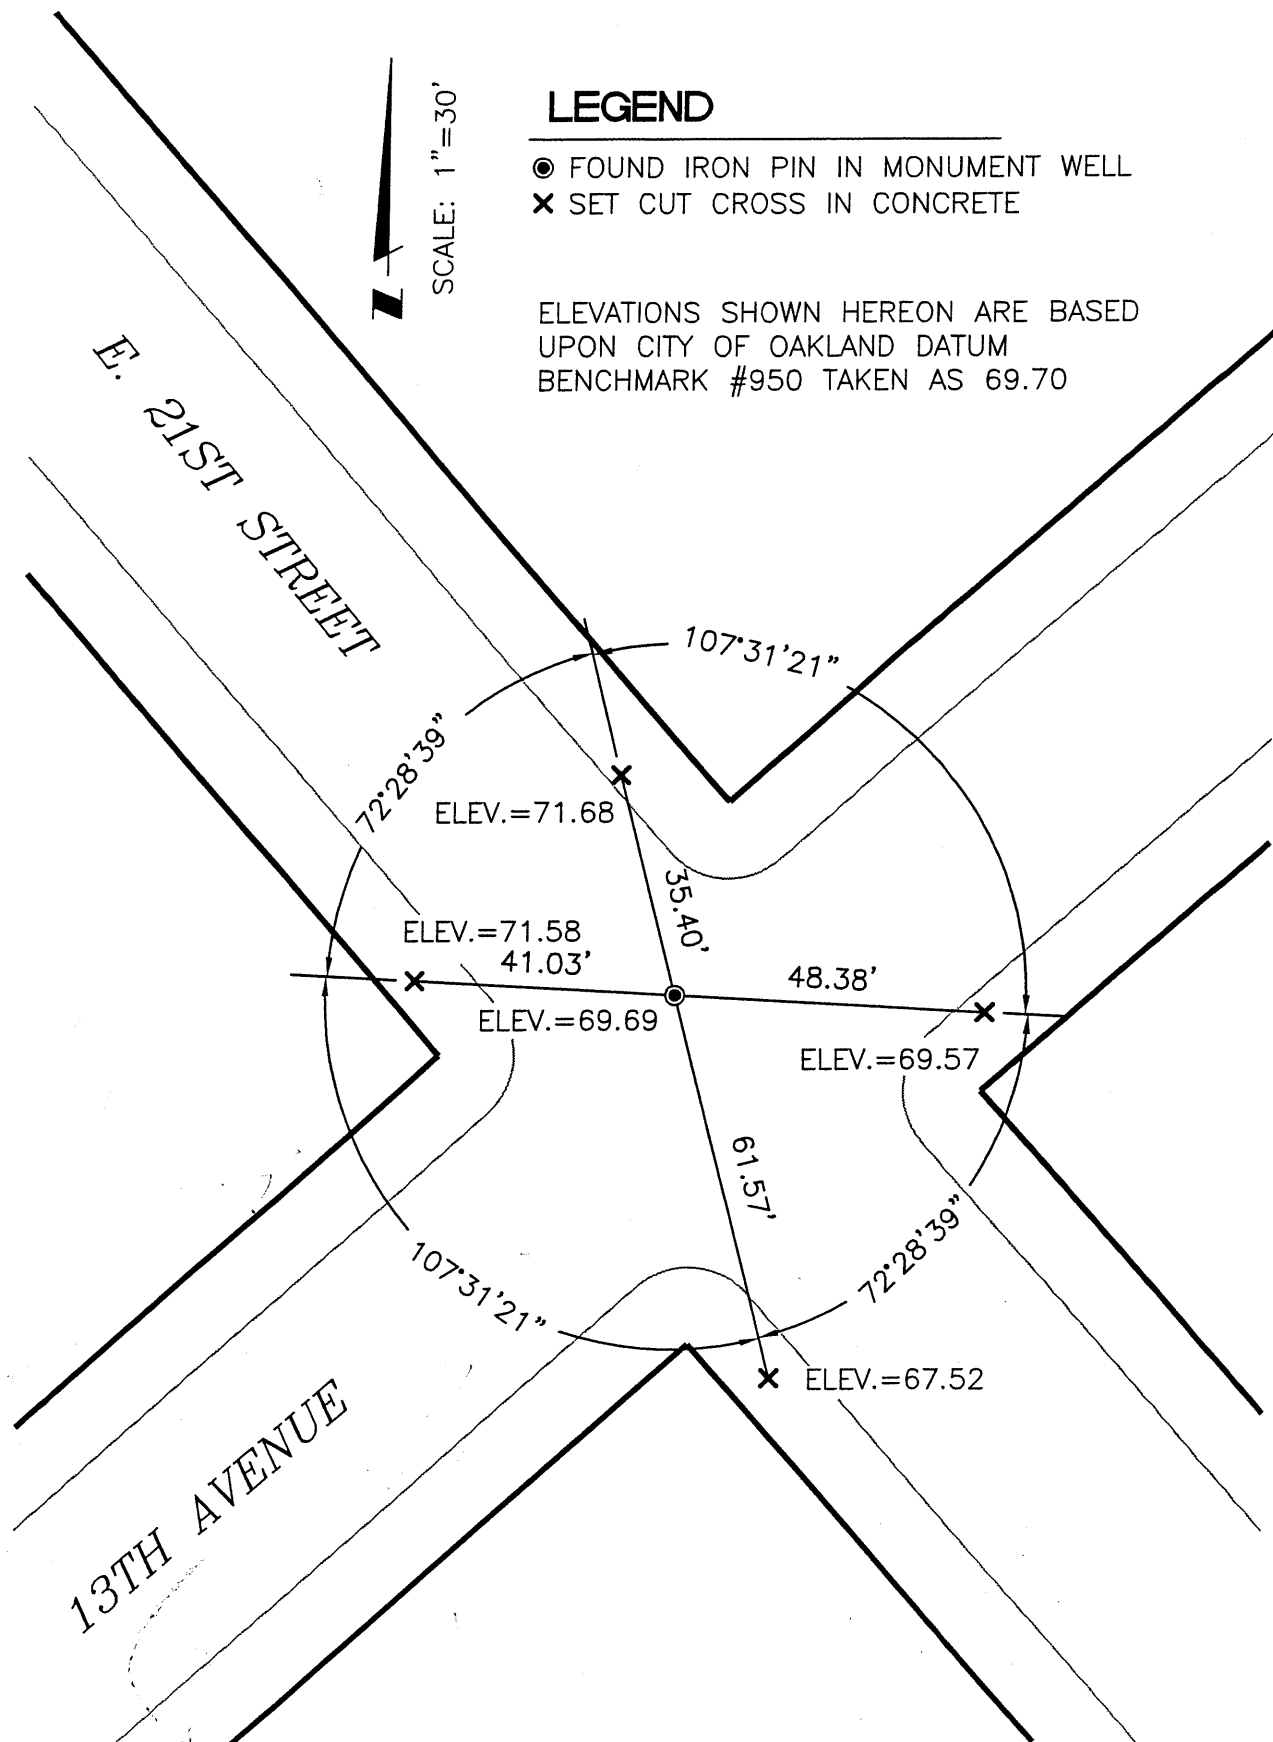 SCALE: 1"=30'
LEGEND
FOUND IRON PIN IN MONUMENT WELL
SET CUT CROSS IN CONCRETE
ELEVATIONS SHOWN HEREON ARE BASED
UPON CITY OF OAKLAND DATUM
BENCHMARK #950 TAKEN AS 69.70
E. 21ST STREET
107°31'21"
72°28'39"
ELEV.=71.68
35.40'
ELEV.=71.58
41.03'
48.38'
ELEV.=69.69
ELEV.=69.57
61.57'
72°28'39"
107°31'21"
ELEV.=67.52
13TH AVENUE